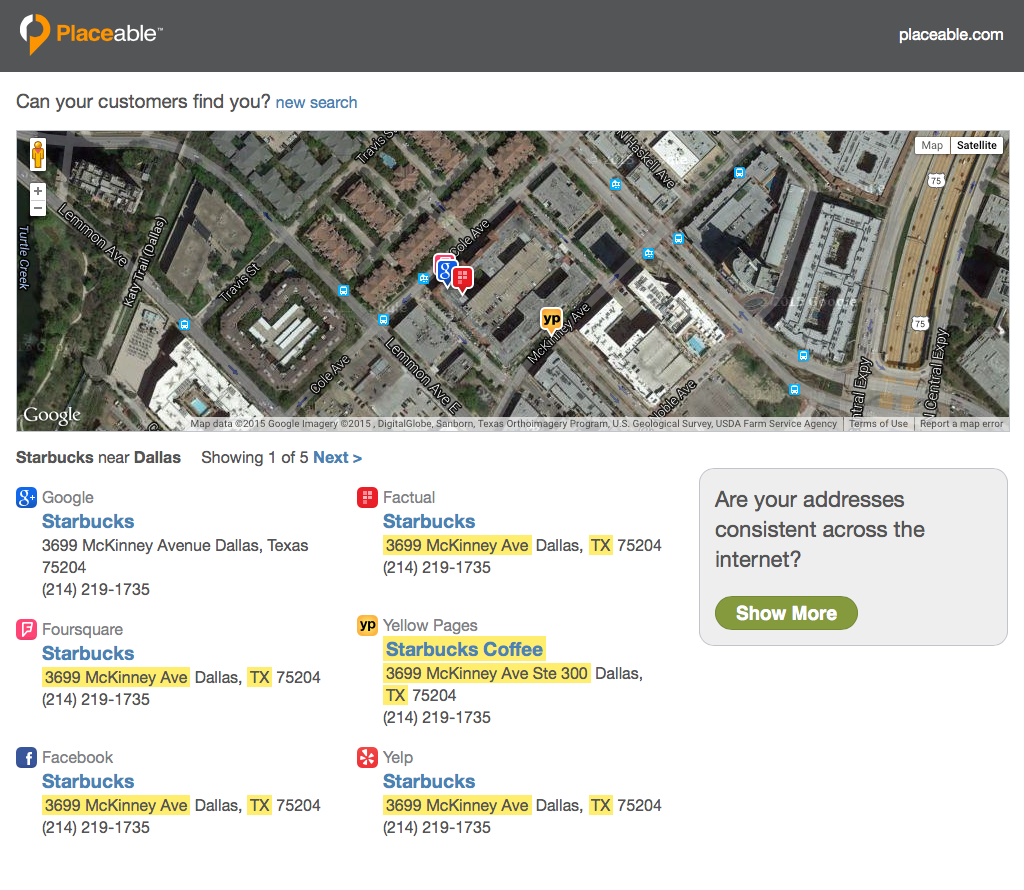 Placeable™
placeable.com
Can your customers find you? new search
Travis St
N Haskell Ave
Map
Satellite
75
+
−
Lemmon Ave
Turtle Creek
Katy Trail (Dallas)
Travis St
Cole Ave
8
yp
McKinney Ave
75
Cole Ave
Lemmon Ave E
Noble Ave
ntral Expy
l Central Expy
Google
Map data ©2015 Google Imagery ©2015 , DigitalGlobe, Sanborn, Texas Orthoimagery Program, U.S. Geological Survey, USDA Farm Service Agency
Terms of Use
Report a map error
Starbucks near Dallas Showing 1 of 5 Next >
Are your addresses
consistent across the
internet?
Show More
8+ Google
Starbucks
3699 McKinney Avenue Dallas, Texas
75204
(214) 219-1735
Factual
Starbucks
3699 McKinney Ave Dallas, TX 75204
(214) 219-1735
Foursquare
Starbucks
3699 McKinney Ave Dallas, TX 75204
(214) 219-1735
yp Yellow Pages
Starbucks Coffee
3699 McKinney Ave Ste 300 Dallas,
TX 75204
(214) 219-1735
f Facebook
Starbucks
3699 McKinney Ave Dallas, TX 75204
(214) 219-1735
Yelp
Starbucks
3699 McKinney Ave Dallas, TX 75204
(214) 219-1735